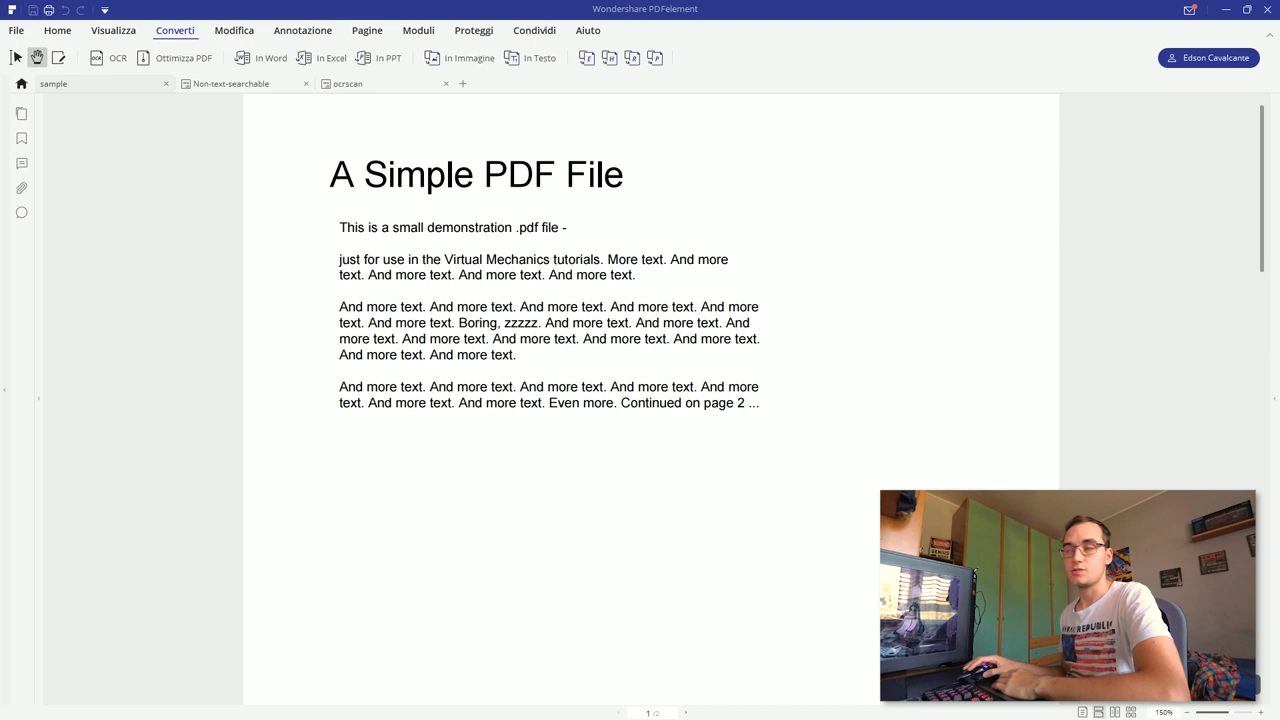 Wondershare PDFelement
File Home Visualizza Converti Modifica Annotazione Pagine Moduli Proteggi Condividi Aiuto
OCR Ottimizza PDF In Word In Excel In PPT In Immagine In Testo E H R P Edson Cavalcante
sample Non-text-searchable ocrscan
A Simple PDF File
This is a small demonstration .pdf file -
just for use in the Virtual Mechanics tutorials. More text. And more
text. And more text. And more text. And more text.
And more text. And more text. And more text. And more text. And more
text. And more text. Boring, zzzzz. And more text. And more text. And
more text. And more text. And more text. And more text. And more text.
And more text. And more text.
And more text. And more text. And more text. And more text. And more
text. And more text. And more text. Even more. Continued on page 2 ...
GENIUS
REPUBLIC
1 /2
150%